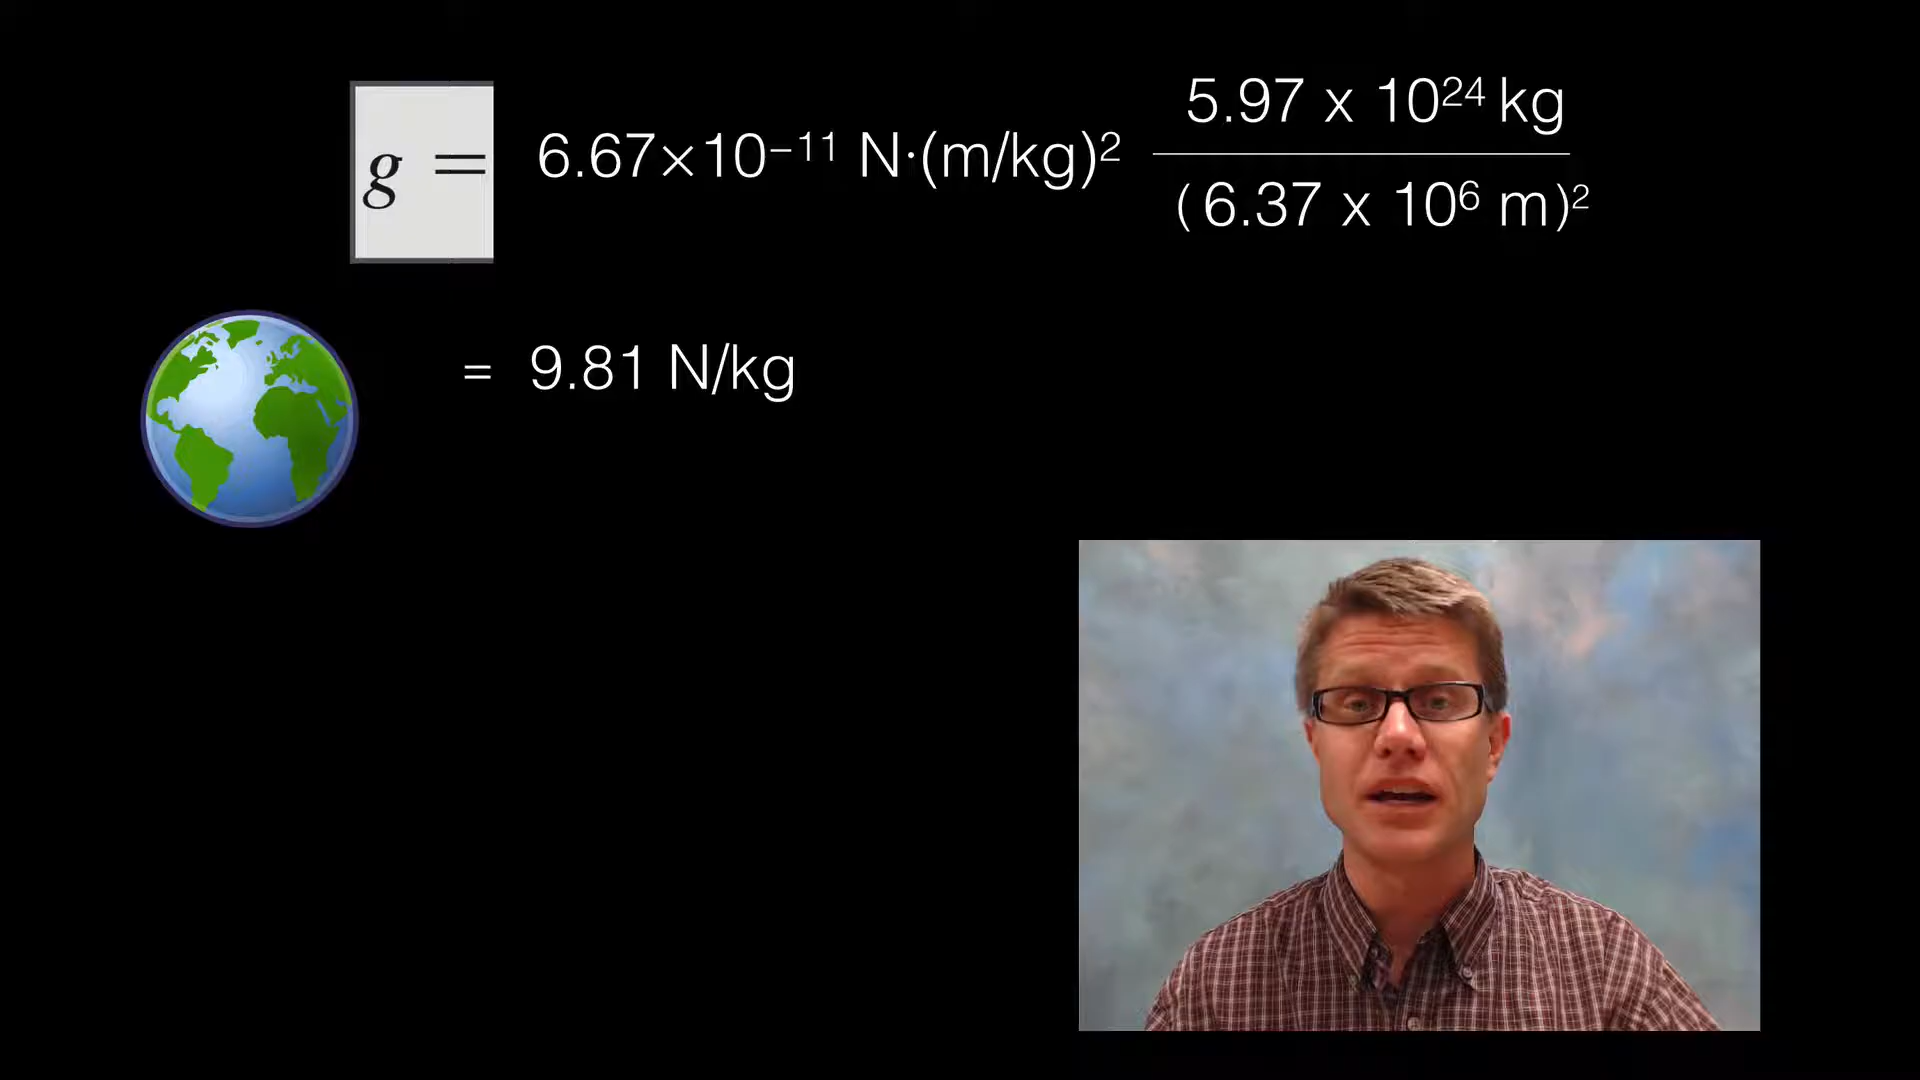 g = 6.67×10⁻¹¹ N·(m/kg)² 5.97 x 10²⁴ kg
(6.37 x 10⁶ m)²
= 9.81 N/kg